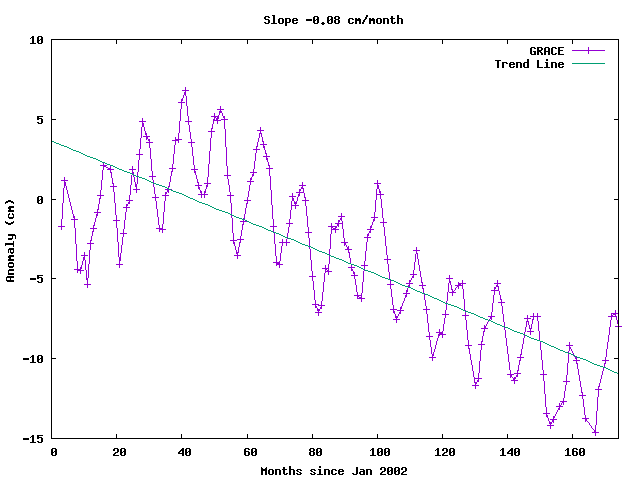 Slope -0.08 cm/month
GRACE
Trend Line
10
5
0
-5
-10
-15
Anomaly (cm)
0 20 40 60 80 100 120 140 160
Months since Jan 2002